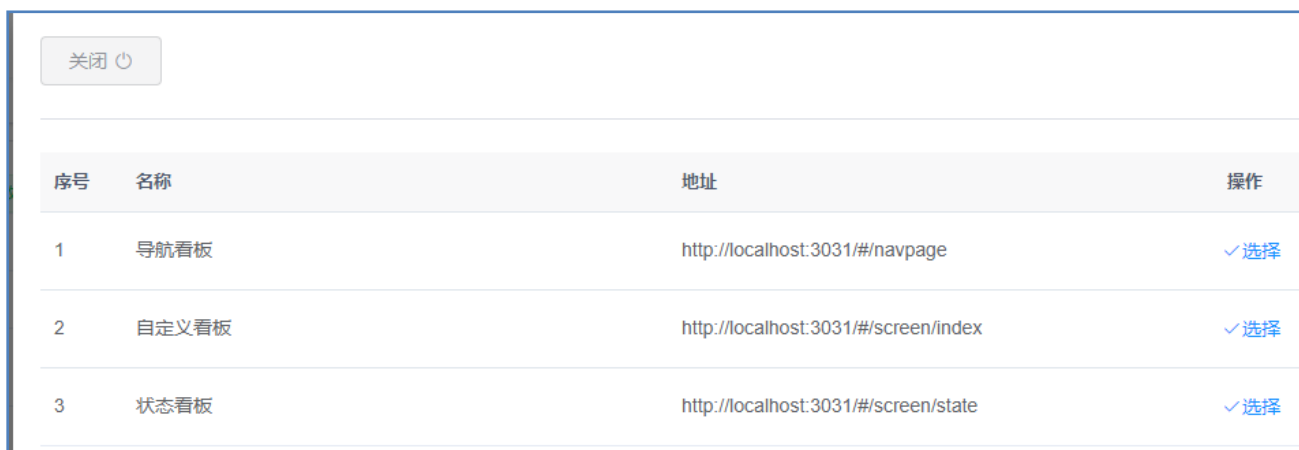 关闭
序号 名称 地址 操作
1 导航看板 http://localhost:3031/#/navpage 选择
2 自定义看板 http://localhost:3031/#/screen/index 选择
3 状态看板 http://localhost:3031/#/screen/state 选择